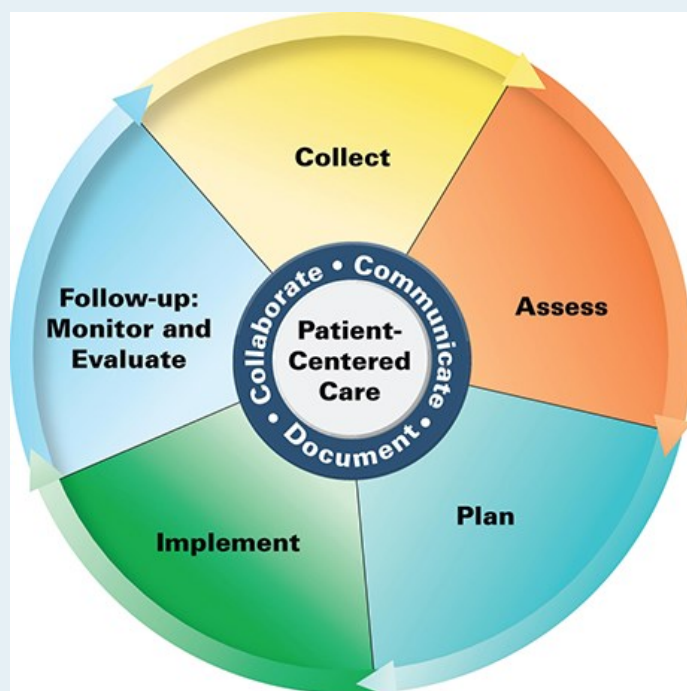 Collect
Assess
Plan
Implement
Follow-up:
Monitor and
Evaluate
Collaborate • Communicate • Document •
Patient-
Centered
Care